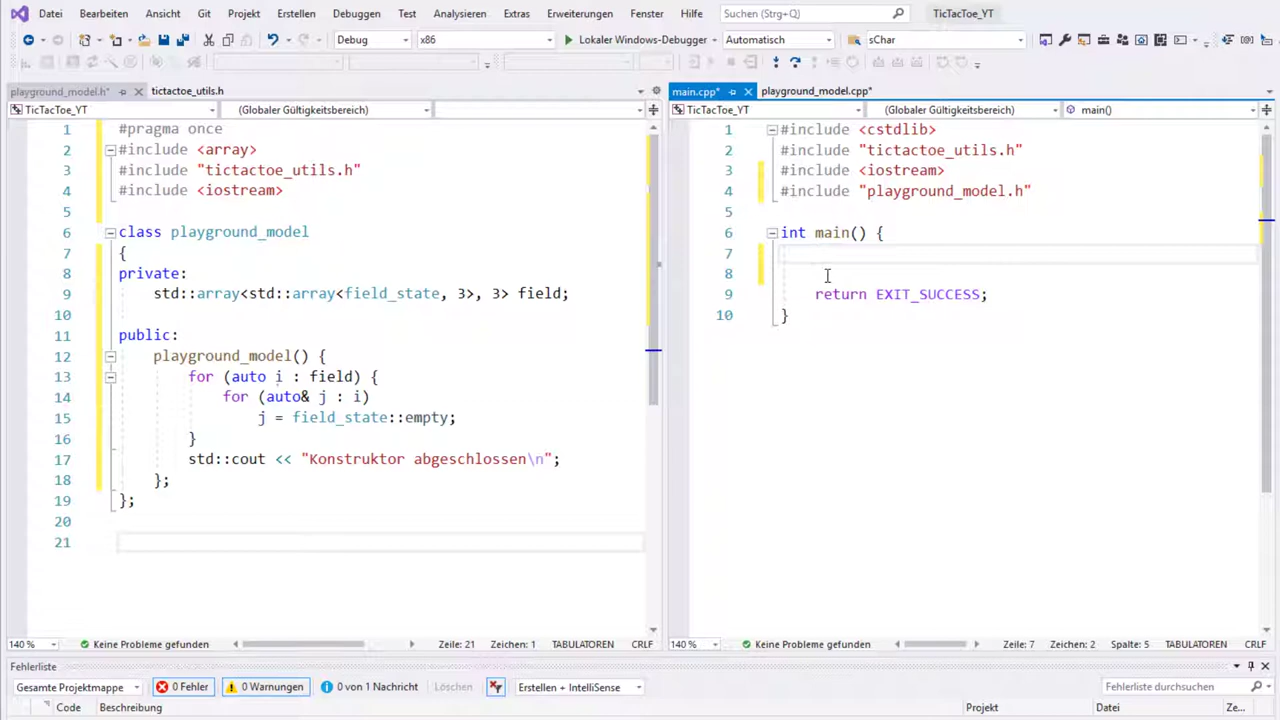 Datei Bearbeiten Ansicht Git Projekt Erstellen Debuggen Test Analysieren Extras Erweiterungen Fenster Hilfe Suchen (Strg+Q) TicTacToe_YT
Debug x86 Lokaler Windows-Debugger Automatisch sChar
playground_model.h* tictactoe_utils.h
TicTacToe_YT (Globaler Gültigkeitsbereich)
1 #pragma once
2 #include <array>
3 #include "tictactoe_utils.h"
4 #include <iostream>
5
6 class playground_model
7 {
8 private:
9 std::array<std::array<field_state, 3>, 3> field;
10
11 public:
12 playground_model() {
13 for (auto i : field) {
14 for (auto& j : i)
15 j = field_state::empty;
16 }
17 std::cout << "Konstruktor abgeschlossen\n";
18 };
19 };
20
21
140 % Keine Probleme gefunden Zeile: 21 Zeichen: 1 TABULATOREN CRLF
main.cpp* playground_model.cpp*
TicTacToe_YT (Globaler Gültigkeitsbereich) main()
1 #include <cstdlib>
2 #include "tictactoe_utils.h"
3 #include <iostream>
4 #include "playground_model.h"
5
6 int main() {
7
8
9 return EXIT_SUCCESS;
10 }
140 % Keine Probleme gefunden Zeile: 7 Zeichen: 2 Spalte: 5 TABULATOREN CRLF
Fehlerliste
Gesamte Projektmappe 0 Fehler 0 Warnungen 0 von 1 Nachricht Löschen Erstellen + IntelliSense Fehlerliste durchsuchen
Code Beschreibung Projekt Datei Ze...